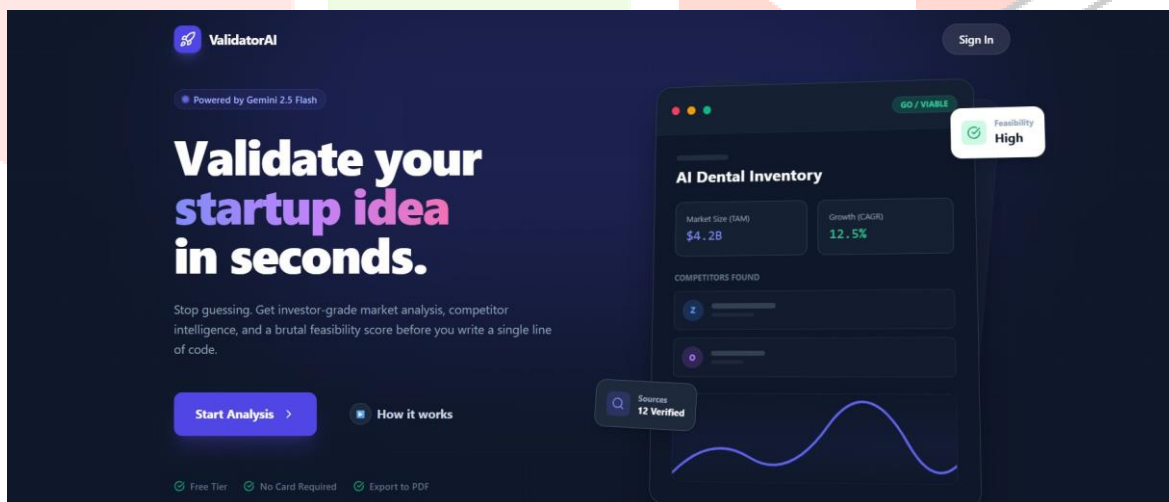 ValidatorAI
Sign In
Powered by Gemini 2.5 Flash
Validate your
startup idea
in seconds.
Stop guessing. Get investor-grade market analysis, competitor
intelligence, and a brutal feasibility score before you write a single line
of code.
Start Analysis
How it works
Free Tier
No Card Required
Export to PDF
GO / VIABLE
Feasibility
High
AI Dental Inventory
Market Size (TAM)
$4.2B
Growth (CAGR)
12.5%
COMPETITORS FOUND
Z
O
Sources
12 Verified